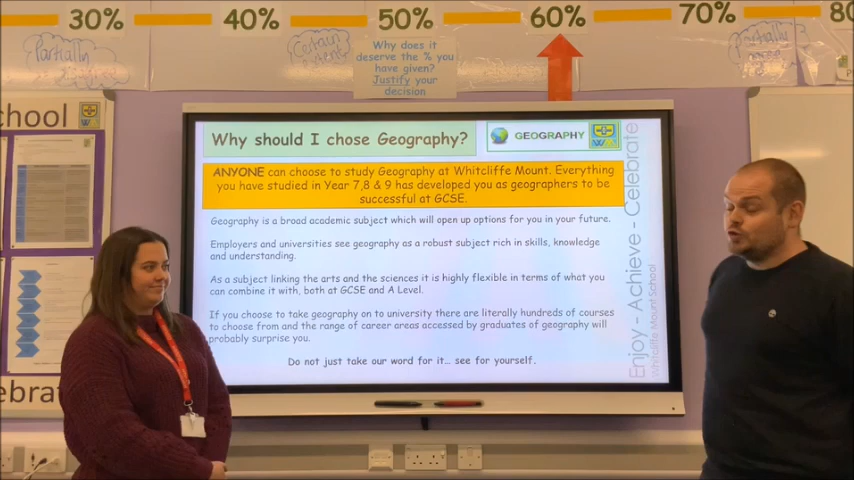 30% 40% 50% 60% 70% 80
Partially
Why does it
deserve the % you
have given?
Justify your
decision
Partially
agree
chool
Why should I chose Geography?
GEOGRAPHY
ANYONE can choose to study Geography at Whitcliffe Mount. Everything
you have studied in Year 7,8 & 9 has developed you as geographers to be
successful at GCSE.
Geography is a broad academic subject which will open up options for you in your future.
Employers and universities see geography as a robust subject rich in skills, knowledge
and understanding.
As a subject linking the arts and the sciences it is highly flexible in terms of what you
can combine it with, both at GCSE and A Level.
If you choose to take geography on to university there are literally hundreds of courses
to choose from and the range of career areas accessed by graduates of geography will
probably surprise you.
Do not just take our word for it... see for yourself.
Enjoy - Achieve - Celebrate
Whitcliffe Mount School
ebra